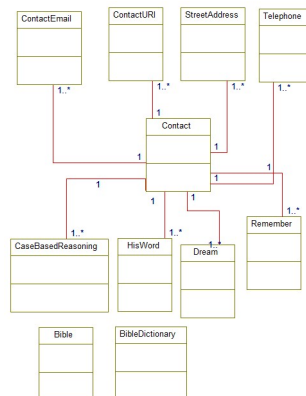 ContactEmail
ContactURI
StreetAddress
Telephone
1..*
1..*
1..*
1..*
1
1
Contact
1
1
1
1
1
1
1..*
1..*
1..*
1..*
CaseBasedReasoning
HisWord
Dream
Remember
Bible
BibleDictionary